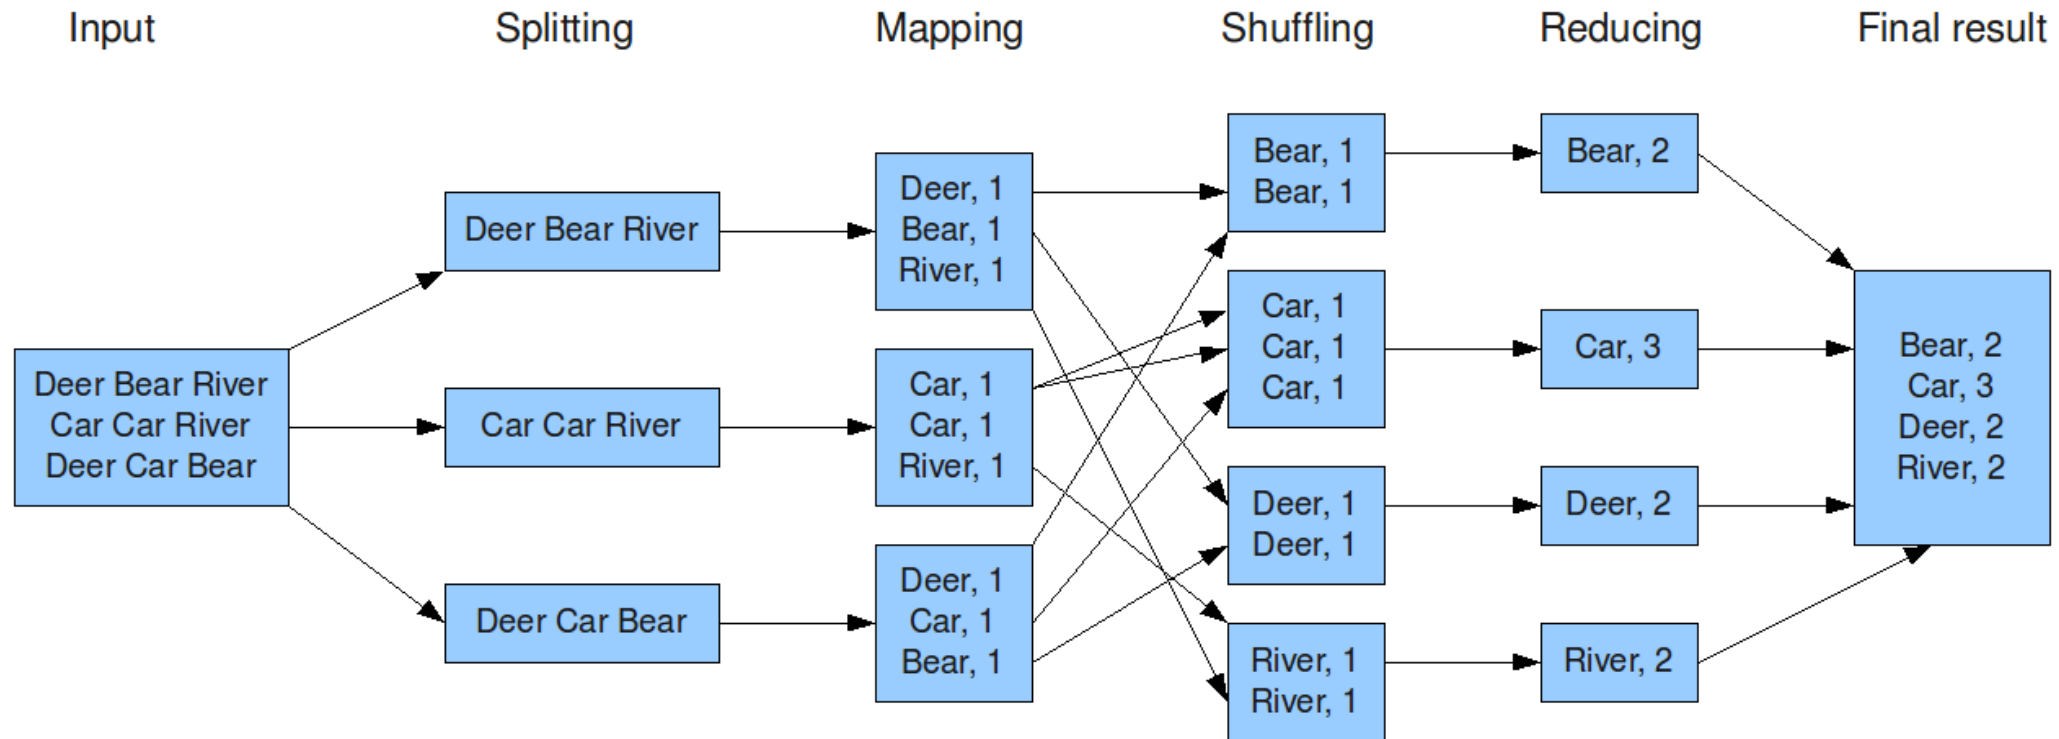 Input
Splitting
Mapping
Shuffling
Reducing
Final result
Deer Bear River
Car Car River
Deer Car Bear
Deer Bear River
Car Car River
Deer Car Bear
Deer, 1
Bear, 1
River, 1
Car, 1
Car, 1
River, 1
Deer, 1
Car, 1
Bear, 1
Bear, 1
Bear, 1
Car, 1
Car, 1
Car, 1
Deer, 1
Deer, 1
River, 1
River, 1
Bear, 2
Car, 3
Deer, 2
River, 2
Bear, 2
Car, 3
Deer, 2
River, 2